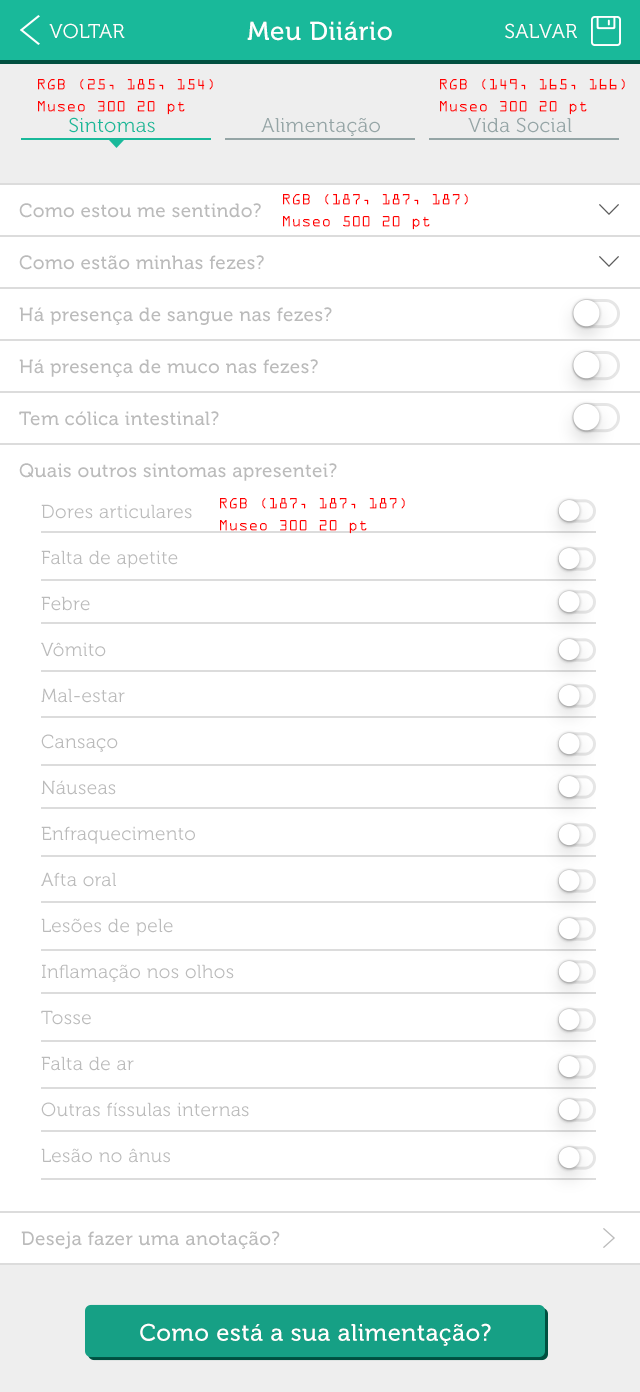 VOLTAR Meu Diiário SALVAR
RGB (25, 185, 154) RGB (149, 165, 166)
Museo 300 20 pt Museo 300 20 pt
Sintomas Alimentação Vida Social
Como estou me sentindo? RGB (187, 187, 187)
Museo 500 20 pt
Como estão minhas fezes?
Há presença de sangue nas fezes?
Há presença de muco nas fezes?
Tem cólica intestinal?
Quais outros sintomas apresentei?
Dores articulares RGB (187, 187, 187)
Museo 300 20 pt
Falta de apetite
Febre
Vômito
Mal-estar
Cansaço
Náuseas
Enfraquecimento
Afta oral
Lesões de pele
Inflamação nos olhos
Tosse
Falta de ar
Outras físsulas internas
Lesão no ânus
Deseja fazer uma anotação?
Como está a sua alimentação?